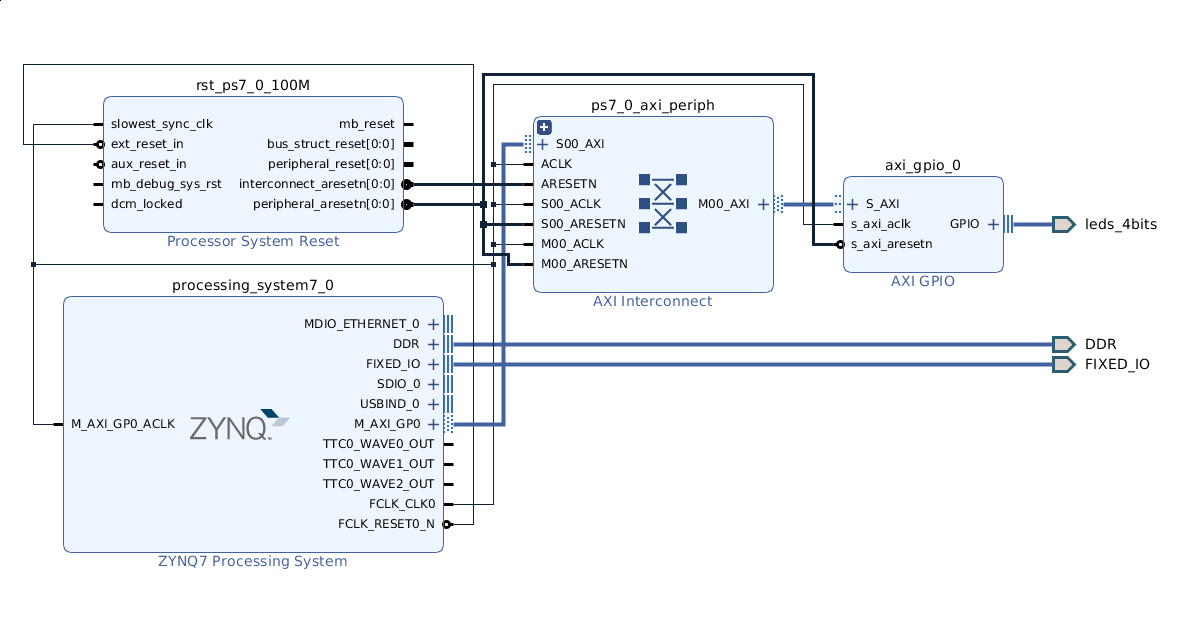 rst_ps7_0_100M
slowest_sync_clk
ext_reset_in
aux_reset_in
mb_debug_sys_rst
dcm_locked
mb_reset
bus_struct_reset[0:0]
peripheral_reset[0:0]
interconnect_aresetn[0:0]
peripheral_aresetn[0:0]
Processor System Reset
ps7_0_axi_periph
S00_AXI
ACLK
ARESETN
S00_ACLK
S00_ARESETN
M00_ACLK
M00_ARESETN
M00_AXI
AXI Interconnect
axi_gpio_0
S_AXI
s_axi_aclk
s_axi_aresetn
GPIO
AXI GPIO
leds_4bits
DDR
FIXED_IO
processing_system7_0
M_AXI_GP0_ACLK
ZYNQ
MDIO_ETHERNET_0
DDR
FIXED_IO
SDIO_0
USBIND_0
M_AXI_GP0
TTC0_WAVE0_OUT
TTC0_WAVE1_OUT
TTC0_WAVE2_OUT
FCLK_CLK0
FCLK_RESET0_N
ZYNQ7 Processing System